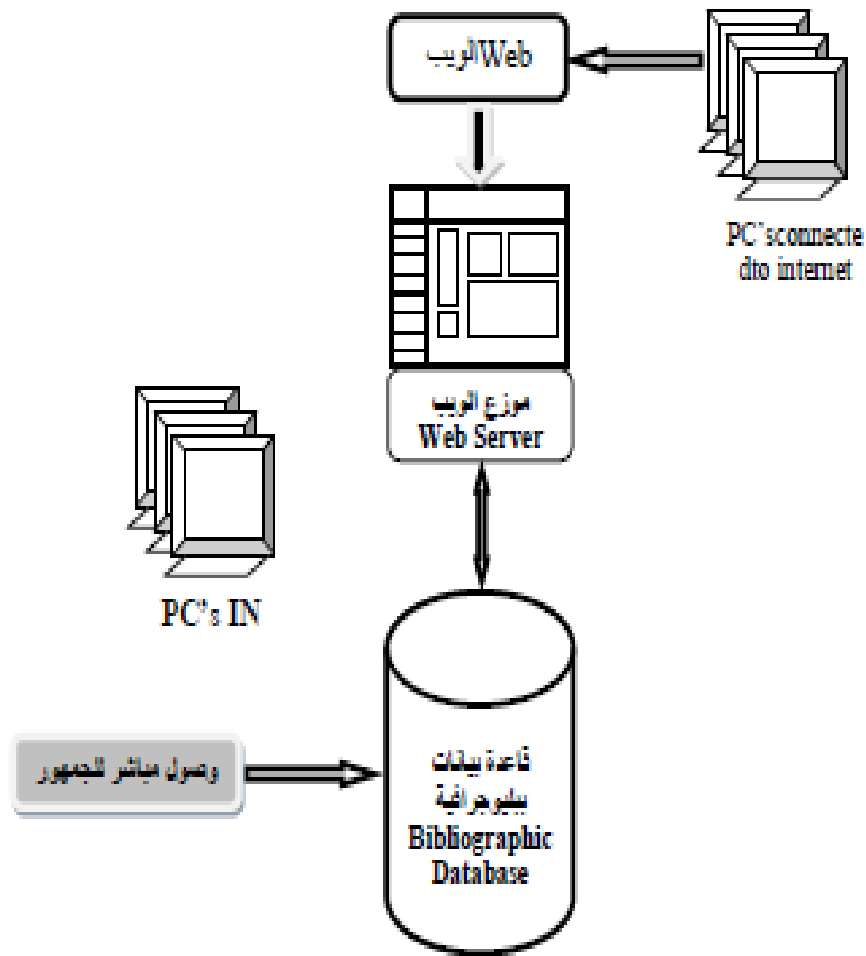 الويب Web
PC'sconnecte
dto internet
موزع الويب
Web Server
PC's IN
وصول مباشر للجمهور
قاعدة بيانات
ببليوجرافية
Bibliographic
Database